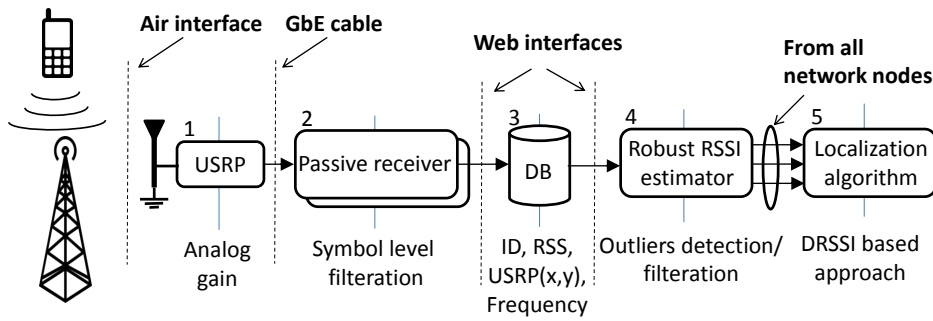 Air interface
GbE cable
Web interfaces
From all
network nodes
1
USRP
Analog
gain
2
Passive receiver
Symbol level
filteration
3
DB
ID, RSS,
USRP(x,y),
Frequency
4
Robust RSSI
estimator
Outliers detection/
filteration
5
Localization
algorithm
DRSSI based
approach